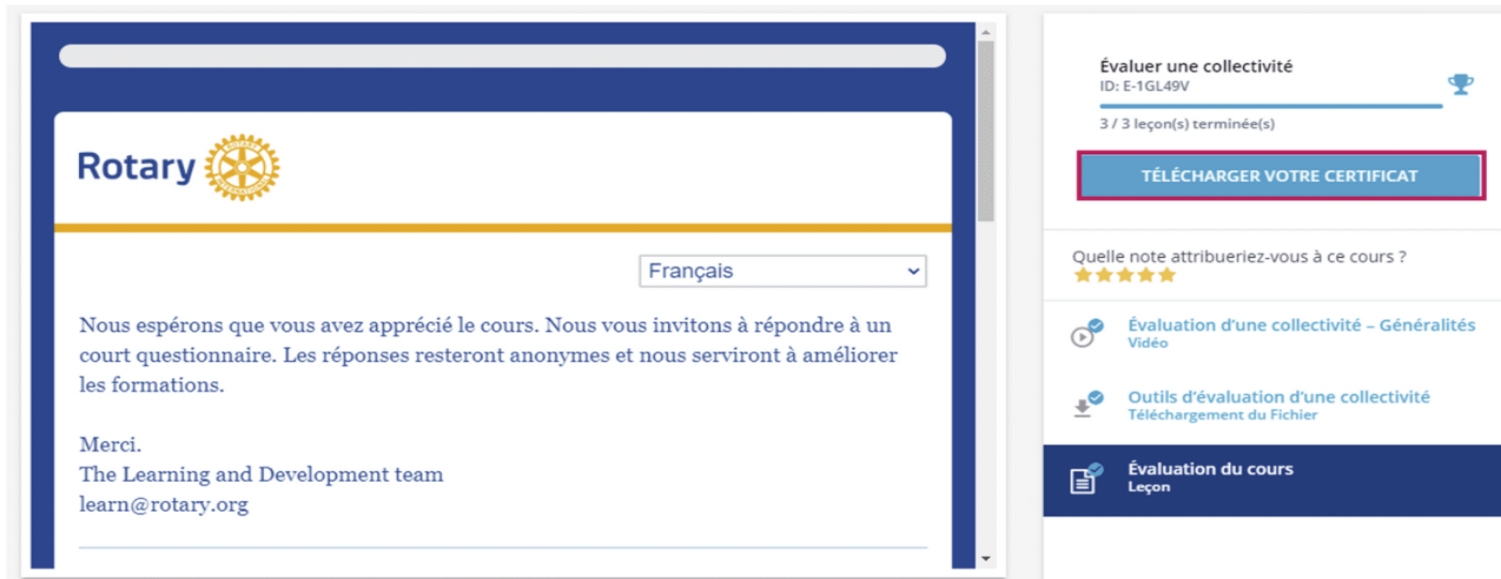 Rotary
ROTARY
INTERNATIONAL
Français
Nous espérons que vous avez apprécié le cours. Nous vous invitons à répondre à un
court questionnaire. Les réponses resteront anonymes et nous serviront à améliorer
les formations.
Merci.
The Learning and Development team
learn@rotary.org
Évaluer une collectivité
ID: E-1GL49V
3 / 3 leçon(s) terminée(s)
TÉLÉCHARGER VOTRE CERTIFICAT
Quelle note attribueriez-vous à ce cours ?
Évaluation d'une collectivité – Généralités
Vidéo
Outils d'évaluation d'une collectivité
Téléchargement du Fichier
Évaluation du cours
Leçon